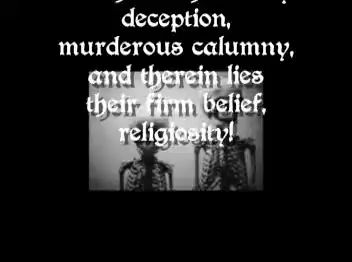 deception,
murderous calumny,
and therein lies
their firm belief,
religiosity!